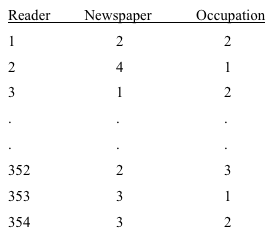 Reader Newspaper Occupation
1 2 2
2 4 1
3 1 2
. . .
. . .
352 2 3
353 3 1
354 3 2